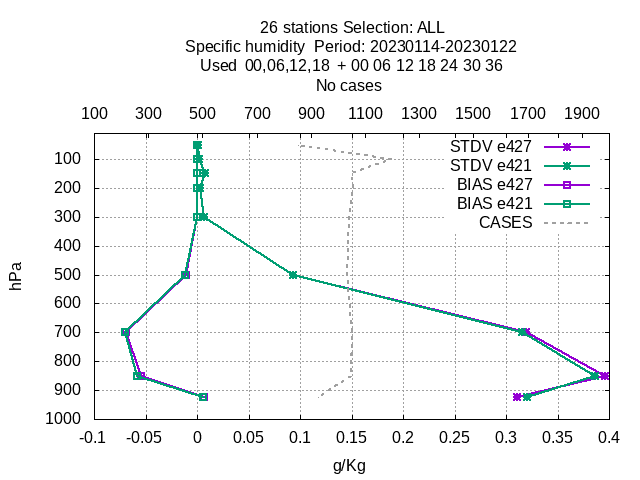 26 stations Selection: ALL
Specific humidity  Period: 20230114-20230122
Used  00,06,12,18  + 00 06 12 18 24 30 36
No cases
100 300 500 700 900 1100 1300 1500 1700 1900
STDV e427
STDV e421
BIAS e427
BIAS e421
CASES
hPa
100
200
300
400
500
600
700
800
900
1000
-0.1 -0.05 0 0.05 0.1 0.15 0.2 0.25 0.3 0.35 0.4
g/Kg